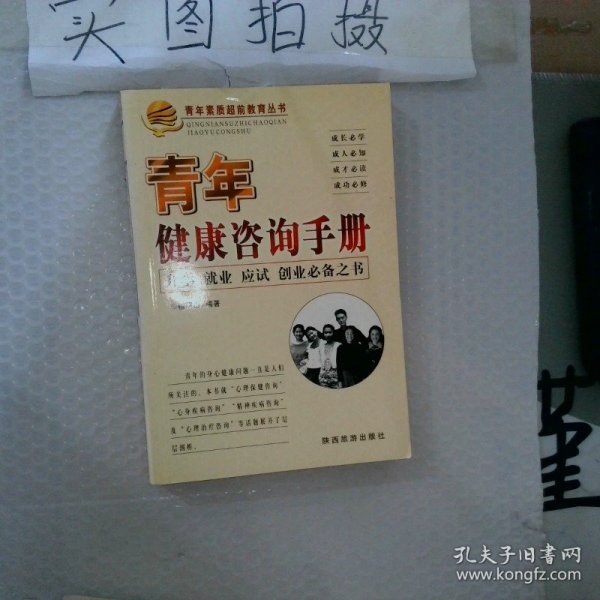 实图拍摄
青年素质超前教育丛书
QINGNIANSUZHICHAOQIAN
JIAOYUCONGSHU
成长必学
成人必知
成才必读
成功必修
青年
健康咨询手册
就业 应试 创业必备之书
编著
青年的身心健康问题一直是人们
所关注的。本书就“心理保健咨询”
“心身疾病咨询”“精神疾病咨询”
及“心理治疗咨询”等话题展开了层
层剖析。
陕西旅游出版社
孔夫子旧书网
www.kongfz.com